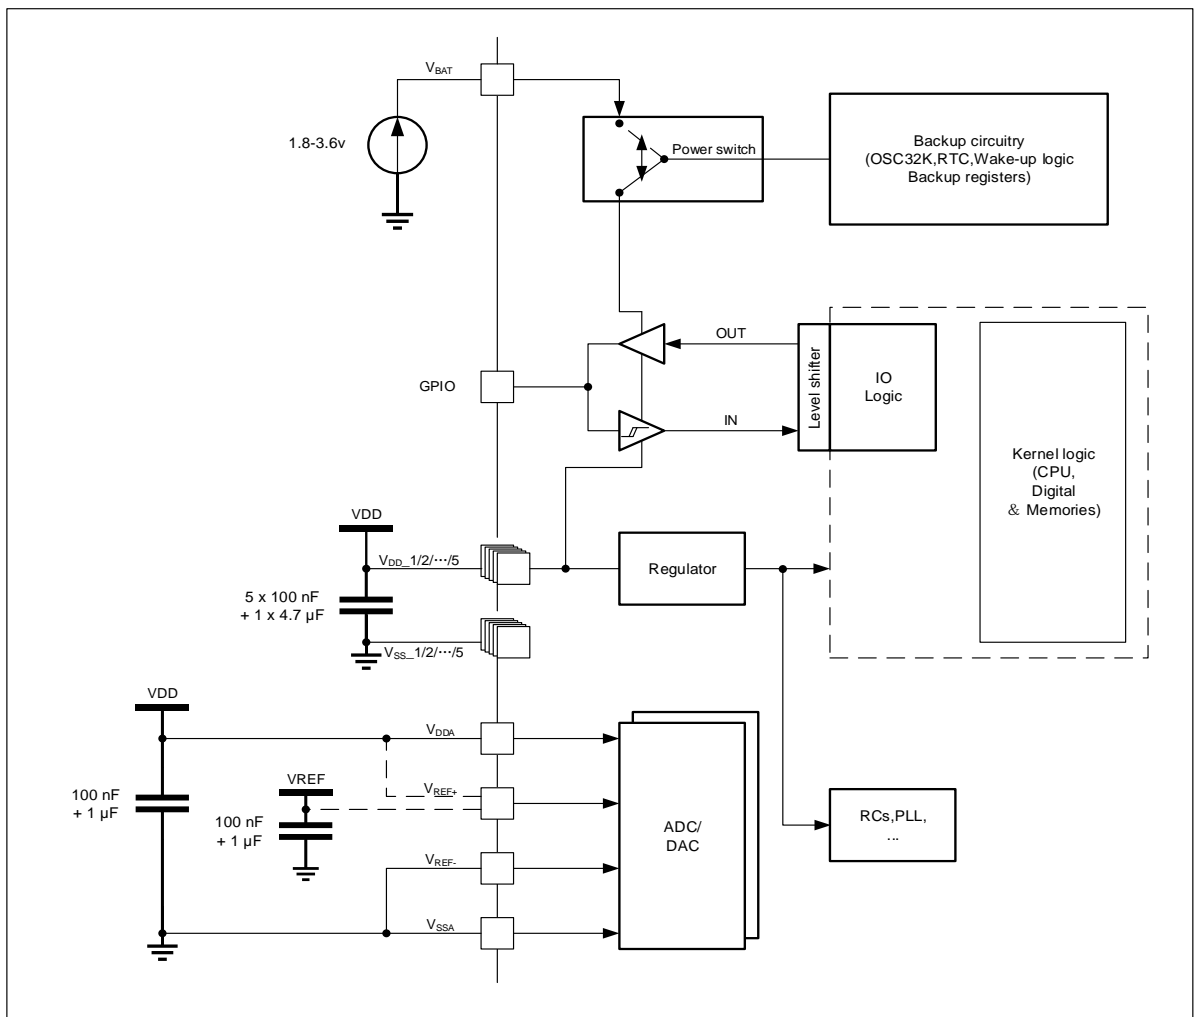 VBAT
1.8-3.6v
Power switch
Backup circuitry
(OSC32K,RTC,Wake-up logic
Backup registers)
OUT
GPIO
Level shifter
IO
Logic
IN
Kernel logic
(CPU,
Digital
& Memories)
VDD
VDD_1/2/···/5
Regulator
5 x 100 nF
+ 1 x 4.7 µF
VSS_1/2/···/5
VDD
VDDA
VREF
VREF+
100 nF
+ 1 µF
100 nF
+ 1 µF
ADC/
DAC
RCs,PLL,
...
VREF-
VSSA